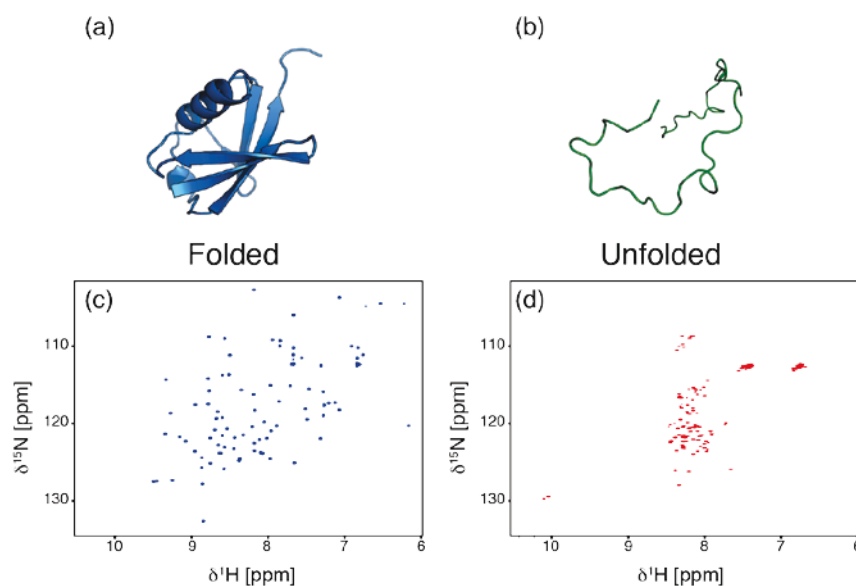 (a)
(b)
Folded
Unfolded
(c)
(d)
110
120
130
δ15N [ppm]
10
9
8
7
6
δ1H [ppm]
110
120
130
δ15N [ppm]
10
9
8
7
6
δ1H [ppm]